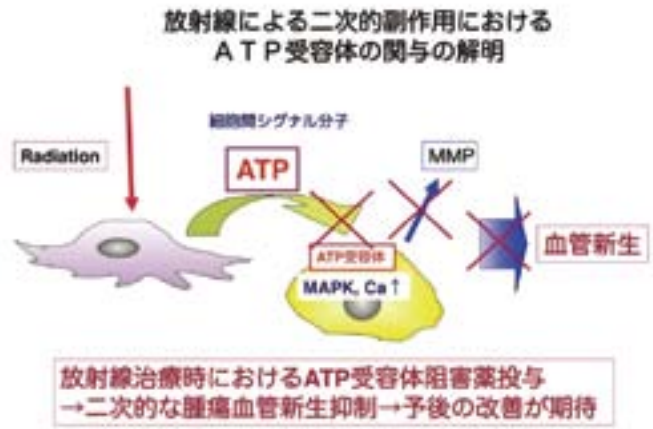 放射線による二次的副作用における
ATP受容体の関与の解明
細胞間シグナル分子
Radiation
ATP
MMP
ATP受容体
MAPK, Ca↑
血管新生
放射線治療時におけるATP受容体阻害薬投与
→二次的な腫瘍血管新生抑制→予後の改善が期待